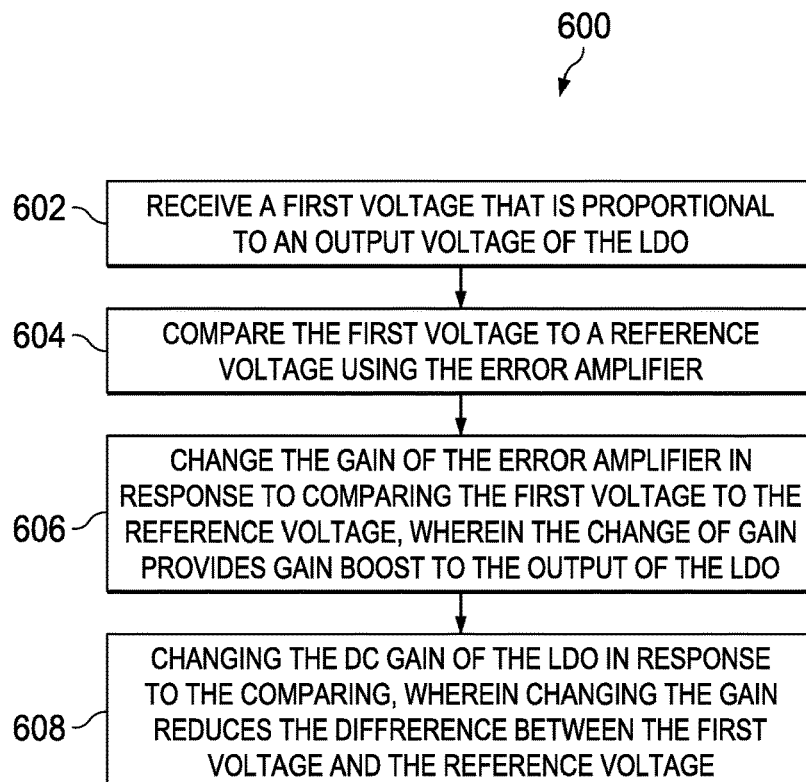 600
602
RECEIVE A FIRST VOLTAGE THAT IS PROPORTIONAL
TO AN OUTPUT VOLTAGE OF THE LDO
604
COMPARE THE FIRST VOLTAGE TO A REFERENCE
VOLTAGE USING THE ERROR AMPLIFIER
606
CHANGE THE GAIN OF THE ERROR AMPLIFIER IN
RESPONSE TO COMPARING THE FIRST VOLTAGE TO THE
REFERENCE VOLTAGE, WHEREIN THE CHANGE OF GAIN
PROVIDES GAIN BOOST TO THE OUTPUT OF THE LDO
608
CHANGING THE DC GAIN OF THE LDO IN RESPONSE
TO THE COMPARING, WHEREIN CHANGING THE GAIN
REDUCES THE DIFFRERENCE BETWEEN THE FIRST
VOLTAGE AND THE REFERENCE VOLTAGE